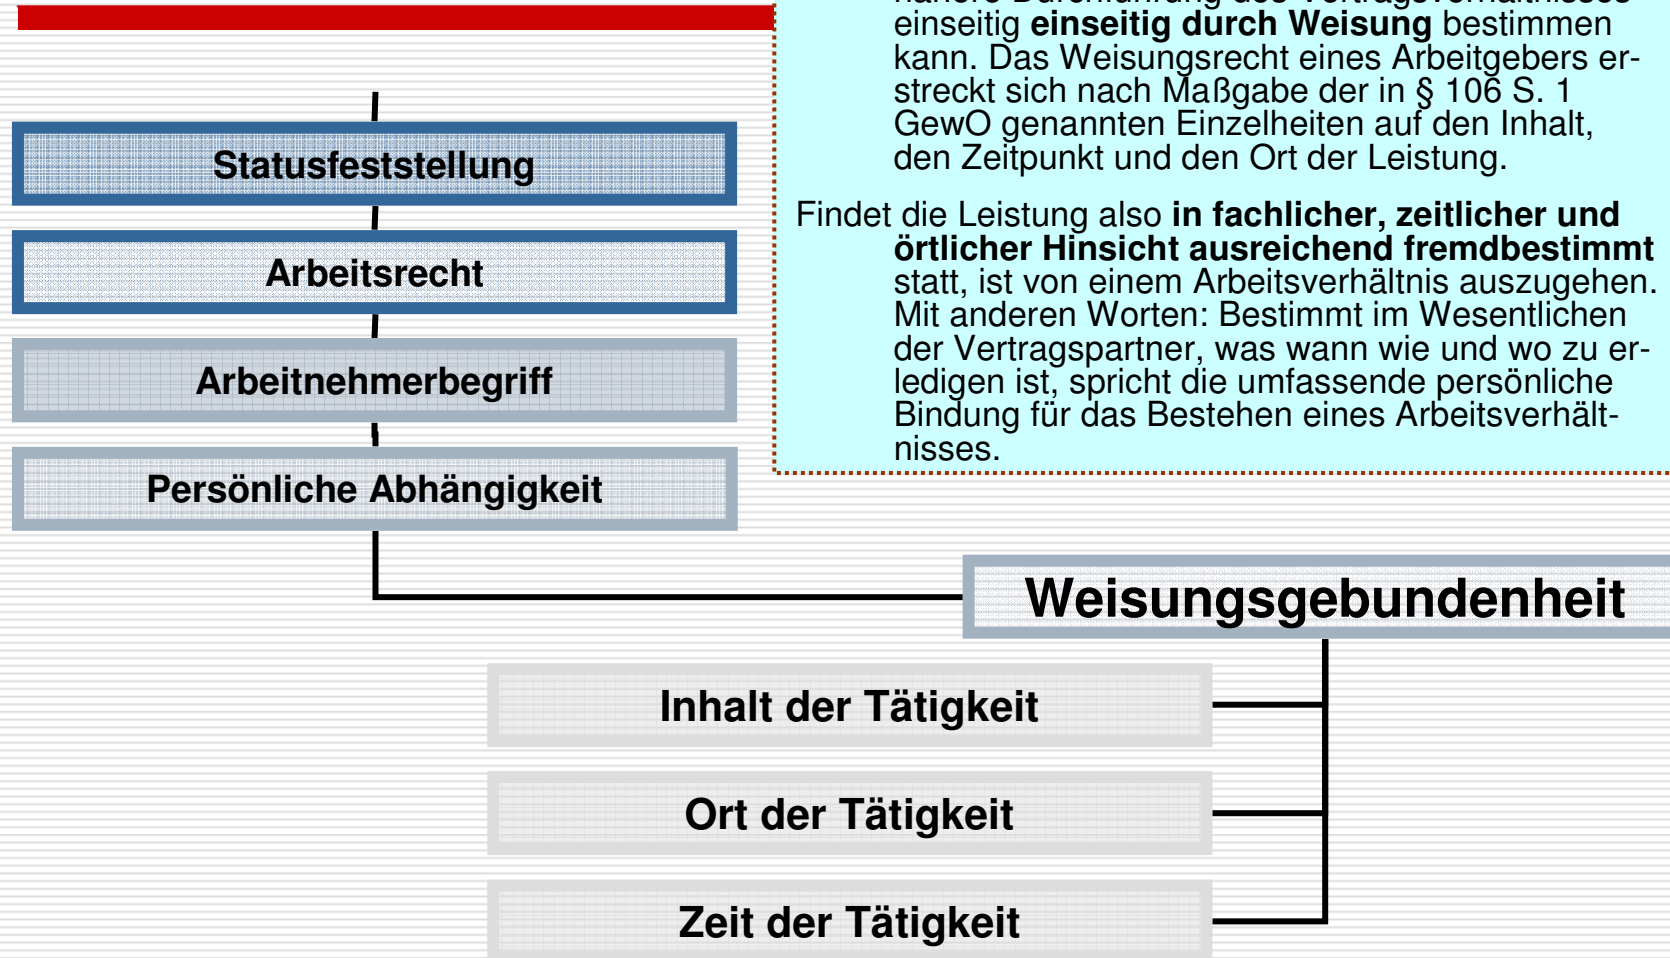 Durchführung des Vertragsverhältnisses
einseitig einseitig durch Weisung bestimmen
kann. Das Weisungsrecht eines Arbeitgebers er-
streckt sich nach Maßgabe der in § 106 S. 1
GewO genannten Einzelheiten auf den Inhalt,
den Zeitpunkt und den Ort der Leistung.
Findet die Leistung also in fachlicher, zeitlicher und
örtlicher Hinsicht ausreichend fremdbestimmt
statt, ist von einem Arbeitsverhältnis auszugehen.
Mit anderen Worten: Bestimmt im Wesentlichen
der Vertragspartner, was wann wie und wo zu er-
ledigen ist, spricht die umfassende persönliche
Bindung für das Bestehen eines Arbeitsverhält-
nisses.
Statusfeststellung
Arbeitsrecht
Arbeitnehmerbegriff
Persönliche Abhängigkeit
Weisungsgebundenheit
Inhalt der Tätigkeit
Ort der Tätigkeit
Zeit der Tätigkeit